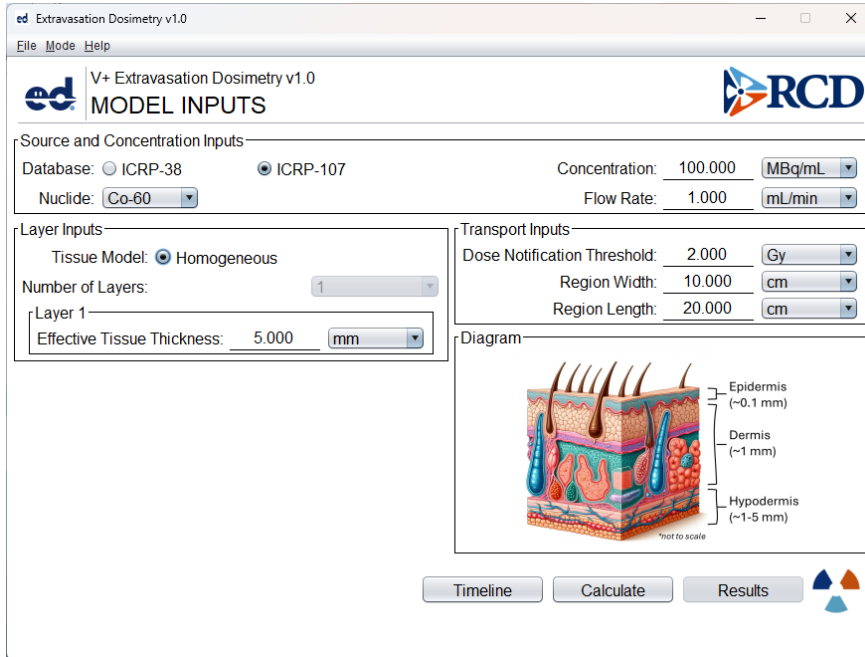 ed Extravasation Dosimetry v1.0
File Mode Help
ed V+ Extravasation Dosimetry v1.0
MODEL INPUTS
RCD
Source and Concentration Inputs
Database: ICRP-38 ICRP-107
Concentration: 100.000 MBq/mL
Nuclide: Co-60
Flow Rate: 1.000 mL/min
Layer Inputs
Tissue Model: Homogeneous
Number of Layers: 1
Layer 1
Effective Tissue Thickness: 5.000 mm
Transport Inputs
Dose Notification Threshold: 2.000 Gy
Region Width: 10.000 cm
Region Length: 20.000 cm
Diagram
Epidermis
(~0.1 mm)
Dermis
(~1 mm)
Hypodermis
(~1-5 mm)
*not to scale
Timeline Calculate Results